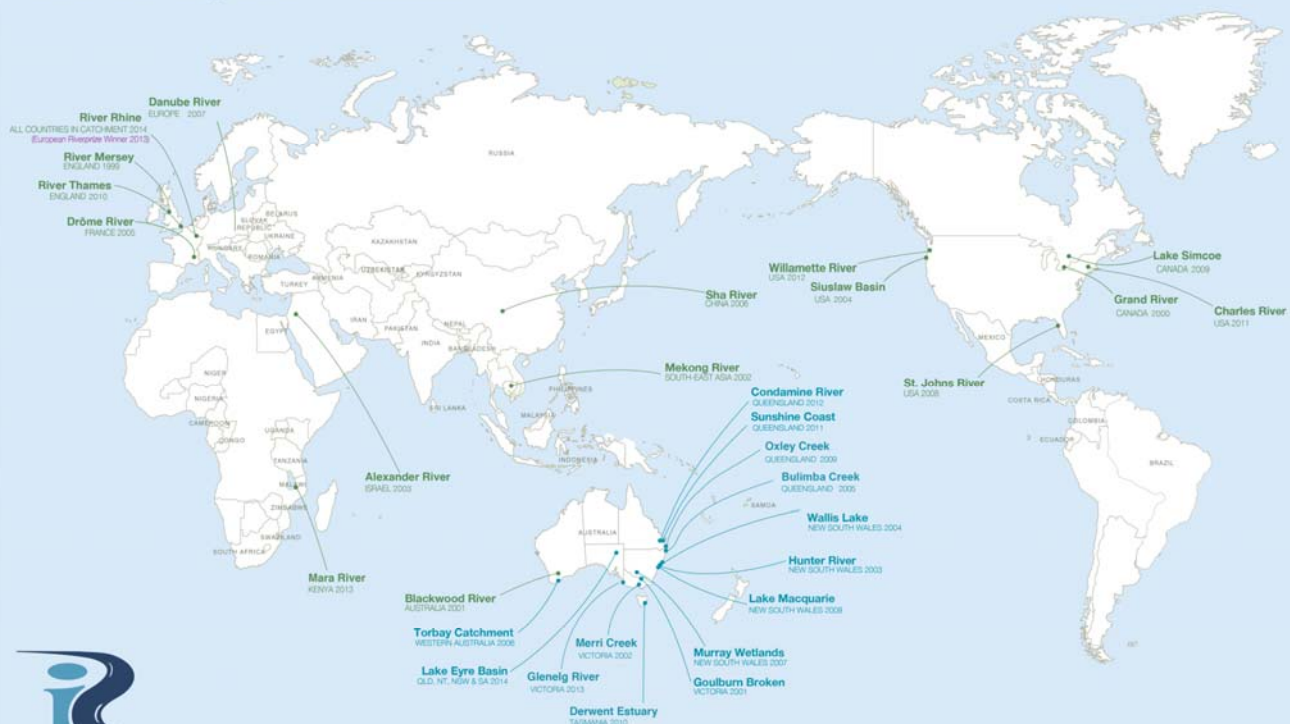 Danube River
EUROPE 2007
River Rhine
ALL COUNTRIES IN CATCHMENT 2014
(European Riverprize Winner 2013)
River Mersey
ENGLAND 1999
River Thames
ENGLAND 2010
Drôme River
FRANCE 2005
RUSSIA
BELARUS
SLOVAK
REPUBLIC
UKRAINE
HUNGARY
ROMANIA
KAZAKHSTAN
UZBEKISTAN
KYRGYZSTAN
ARMENIA
TURKEY
IRAN
PAKISTAN
NEPAL
INDIA
BANGLADESH
EGYPT
NIGER
NIGERIA
CAMEROON
CONGO
UGANDA
TANZANIA
MALAWI
ZIMBABWE
SWAZILAND
SOUTH AFRICA
SRI LANKA
PHILIPPINES
MALAYSIA
INDONESIA
AUSTRALIA
SAMOA
Sha River
CHINA 2006
Mekong River
SOUTH-EAST ASIA 2002
Alexander River
ISRAEL 2003
Mara River
KENYA 2013
Willamette River
USA 2012
Siuslaw Basin
USA 2004
Lake Simcoe
CANADA 2009
Grand River
CANADA 2000
Charles River
USA 2011
St. Johns River
USA 2008
MEXICO
HONDURAS
COSTA RICA
COLOMBIA
ECUADOR
BRAZIL
Condamine River
QUEENSLAND 2012
Sunshine Coast
QUEENSLAND 2011
Oxley Creek
QUEENSLAND 2009
Bulimba Creek
QUEENSLAND 2005
Wallis Lake
NEW SOUTH WALES 2004
Hunter River
NEW SOUTH WALES 2003
Lake Macquarie
NEW SOUTH WALES 2008
Blackwood River
AUSTRALIA 2001
Torbay Catchment
WESTERN AUSTRALIA 2006
Lake Eyre Basin
QLD, NT, NSW & SA 2014
Merri Creek
VICTORIA 2002
Glenelg River
VICTORIA 2013
Murray Wetlands
NEW SOUTH WALES 2007
Goulburn Broken
VICTORIA 2001
Derwent Estuary
TASMANIA 2010